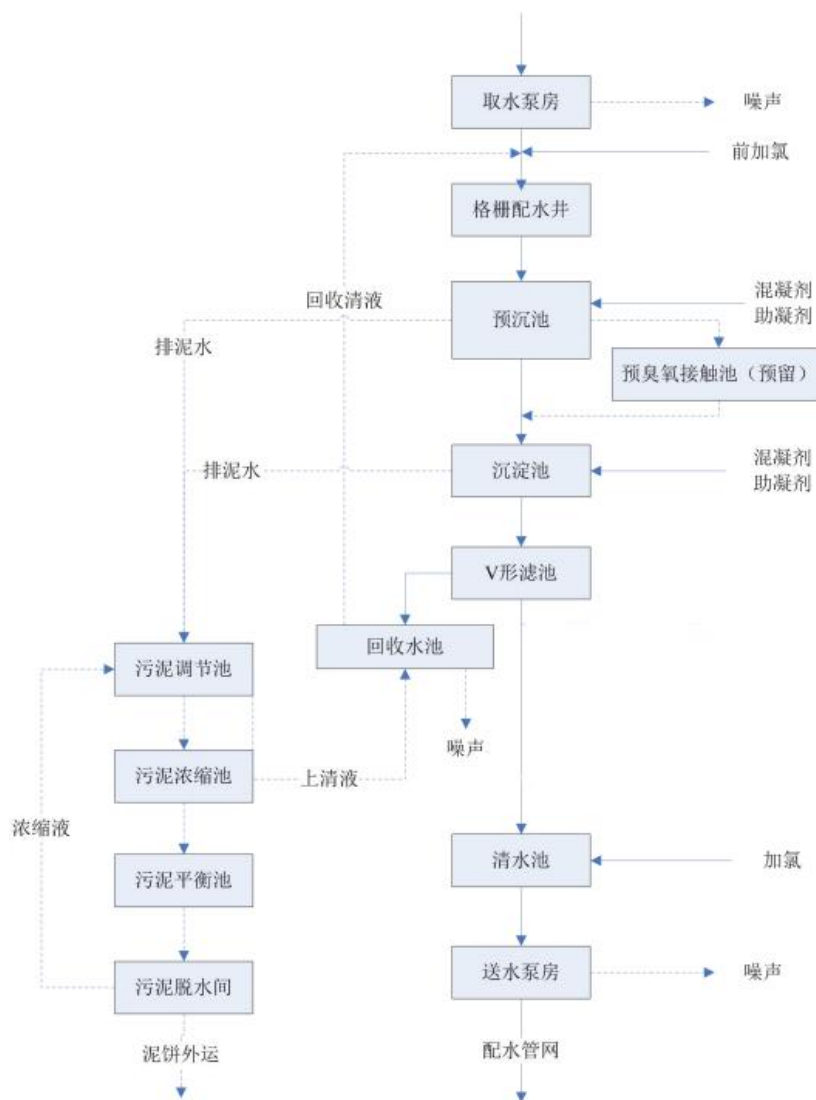 取水泵房
噪声
前加氯
格栅配水井
回收清液
混凝剂
助凝剂
预沉池
排泥水
预臭氧接触池（预留）
排泥水
沉淀池
混凝剂
助凝剂
V形滤池
回收水池
污泥调节池
噪声
污泥浓缩池
上清液
浓缩液
清水池
加氯
污泥平衡池
污泥脱水间
送水泵房
噪声
泥饼外运
配水管网